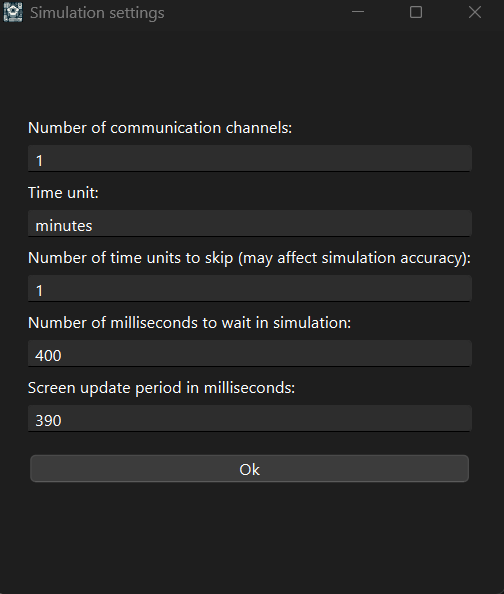 Simulation settings
Number of communication channels:
1
Time unit:
minutes
Number of time units to skip (may affect simulation accuracy):
1
Number of milliseconds to wait in simulation:
400
Screen update period in milliseconds:
390
Ok